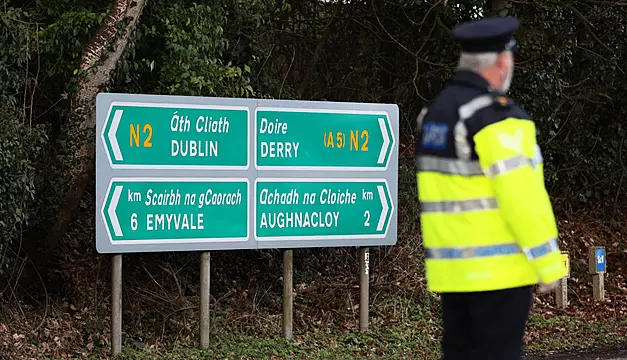 N2 Áth Cliath
DUBLIN
Doire
DERRY (A5) N2
km Scairbh na gCaorach
6 EMYVALE
Achadh na Cloiche km
AUGHNACLOY 2